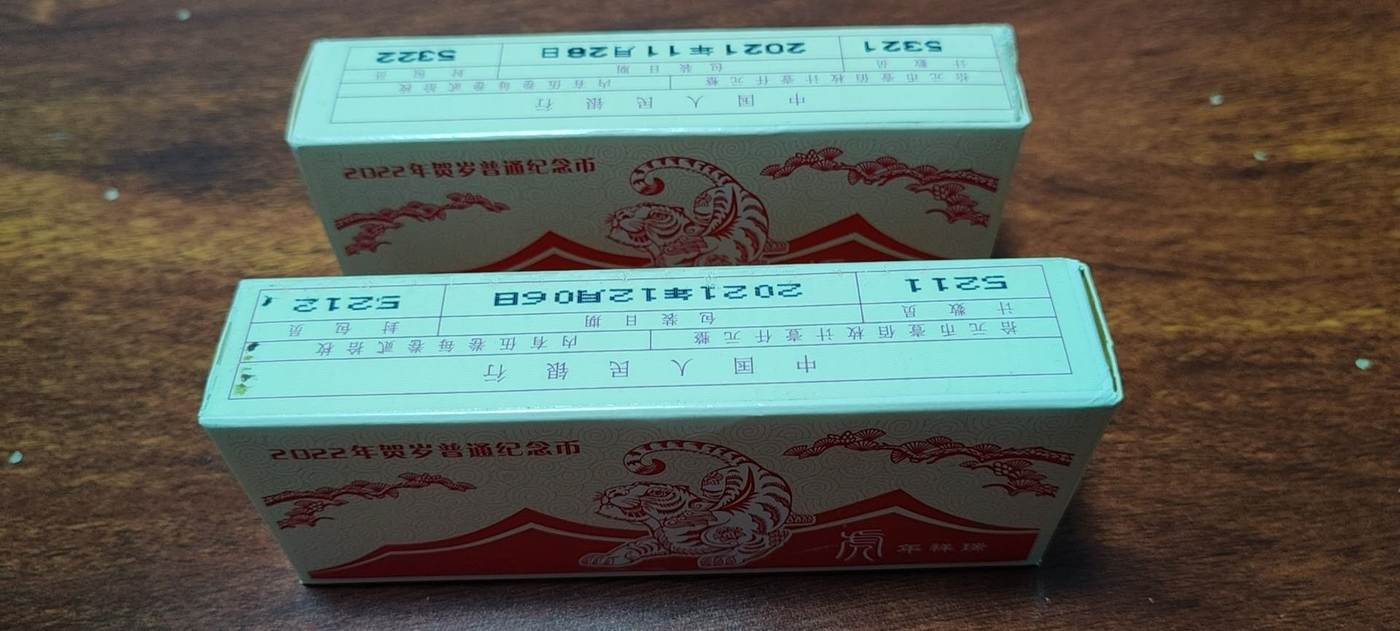 中国人民银行
拾元币壹佰枚计壹仟元整 内有伍卷每卷贰拾枚
计数员 包装日期 封包员
5321 2021年11月28日 5322
2022年贺岁普通纪念币
中国人民银行
拾元币壹佰枚计壹仟元整 内有伍卷每卷贰拾枚
计数员 包装日期 封包员
5211 2021年12月06日 5212
2022年贺岁普通纪念币
虎年祥瑞